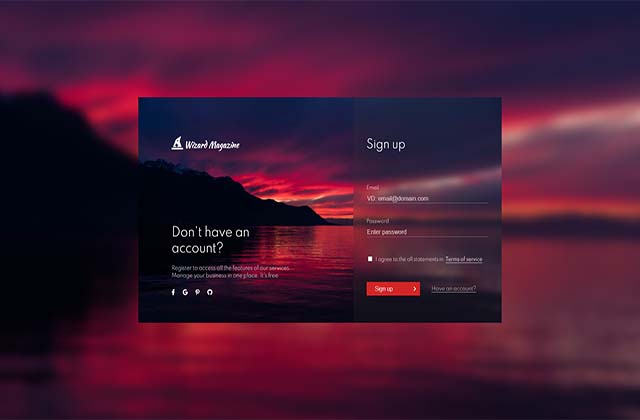 Wizard Magazine
Don't have an
account?
Register to access all the features of our services.
Manage your business in one place. It's free
Sign up
Email
VD: email@domain.com
Password
Enter password
I agree to the all statements in Terms of service
Sign up
Have an account?